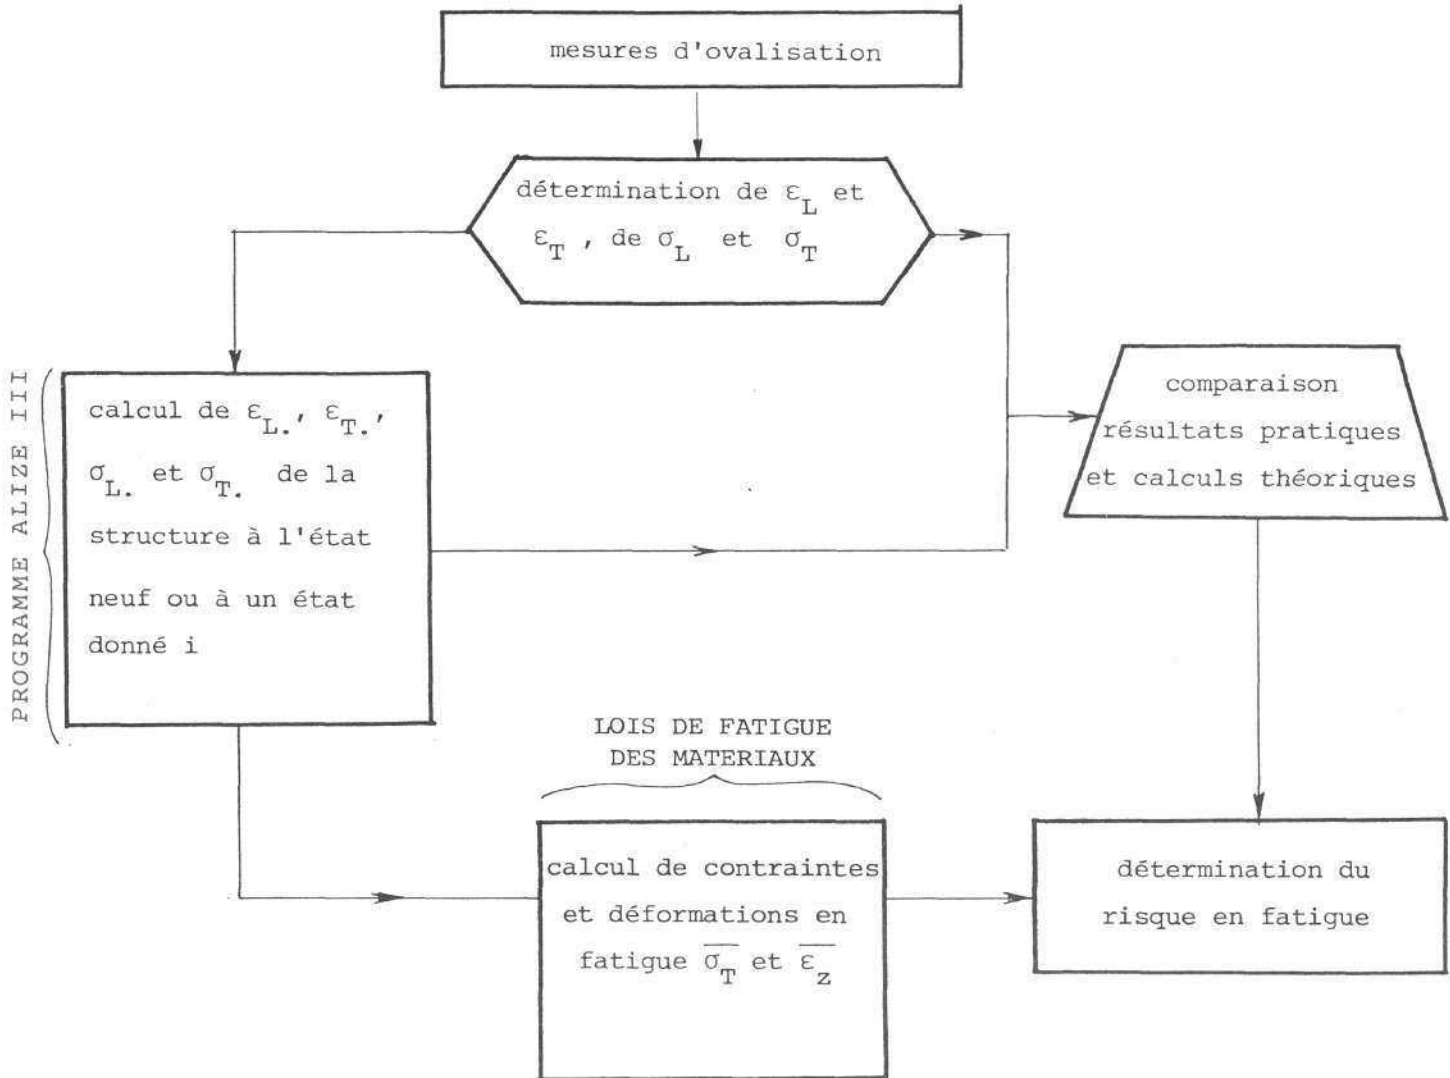 mesures d'ovalisation
détermination de ε_L et
ε_T , de σ_L et σ_T
PROGRAMME ALIZE III
calcul de ε_L., ε_T.,
σ_L. et σ_T. de la
structure à l'état
neuf ou à un état
donné i
comparaison
résultats pratiques
et calculs théoriques
LOIS DE FATIGUE
DES MATERIAUX
calcul de contraintes
et déformations en
fatigue σ̅_T et ε̅_z
détermination du
risque en fatigue